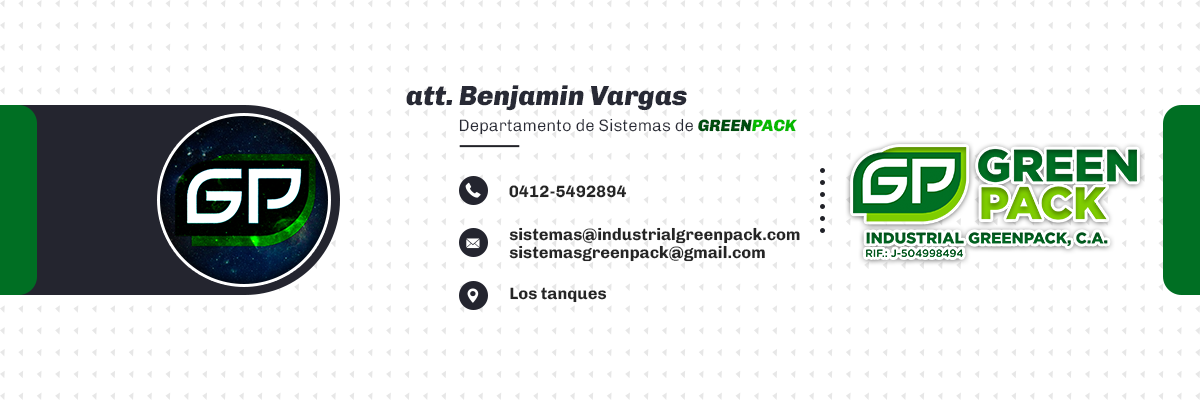 GP
att. Benjamin Vargas
Departamento de Sistemas de GREENPACK
0412-5492894
sistemas@industrialgreenpack.com
sistemasgreenpack@gmail.com
Los tanques
GP
GREEN
PACK
INDUSTRIAL GREENPACK, C.A.
RIF.: J-504998494